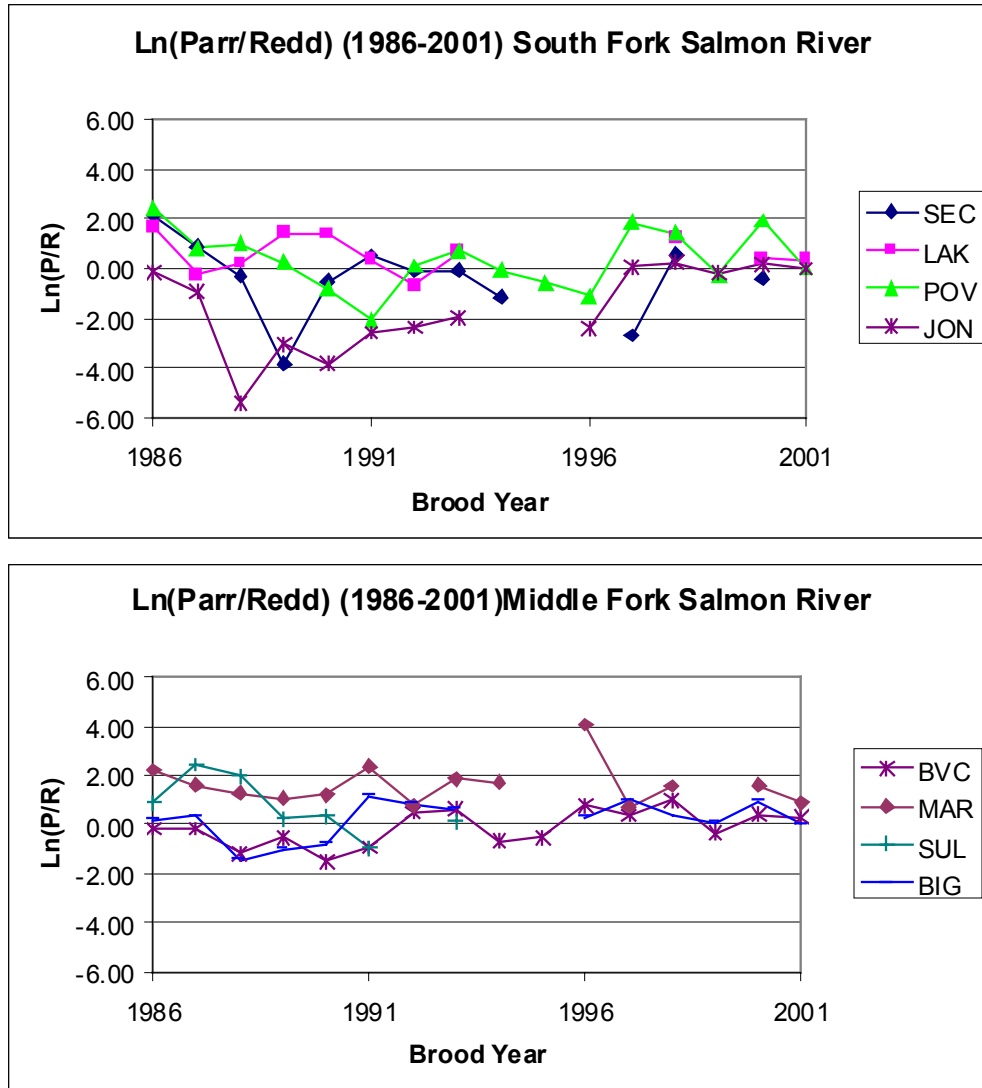 Ln(Parr/Redd) (1986-2001) South Fork Salmon River
6.00
4.00
2.00
0.00
-2.00
-4.00
-6.00
Ln(P/R)
1986 1991 1996 2001
Brood Year
SEC
LAK
POV
JON
Ln(Parr/Redd) (1986-2001)Middle Fork Salmon River
6.00
4.00
2.00
0.00
-2.00
-4.00
-6.00
Ln(P/R)
1986 1991 1996 2001
Brood Year
BVC
MAR
SUL
BIG